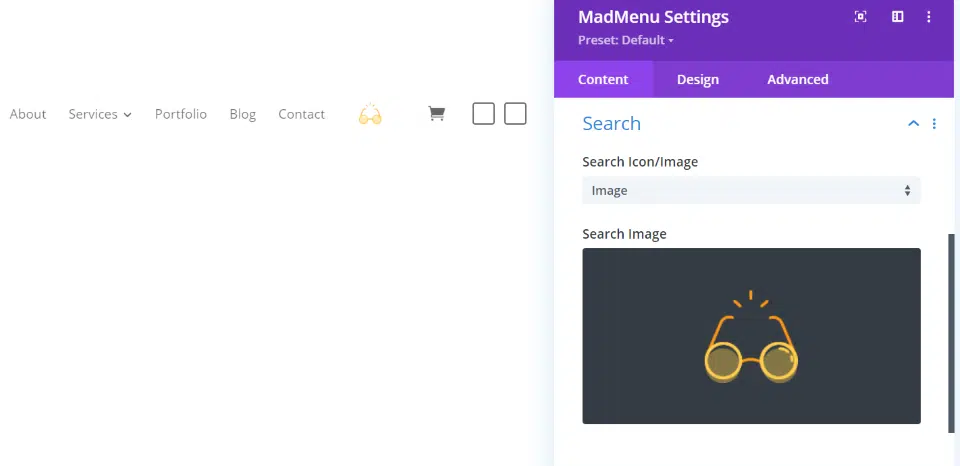 MadMenu Settings
Preset: Default
Content Design Advanced
About Services Portfolio Blog Contact
Search
Search Icon/Image
Image
Search Image